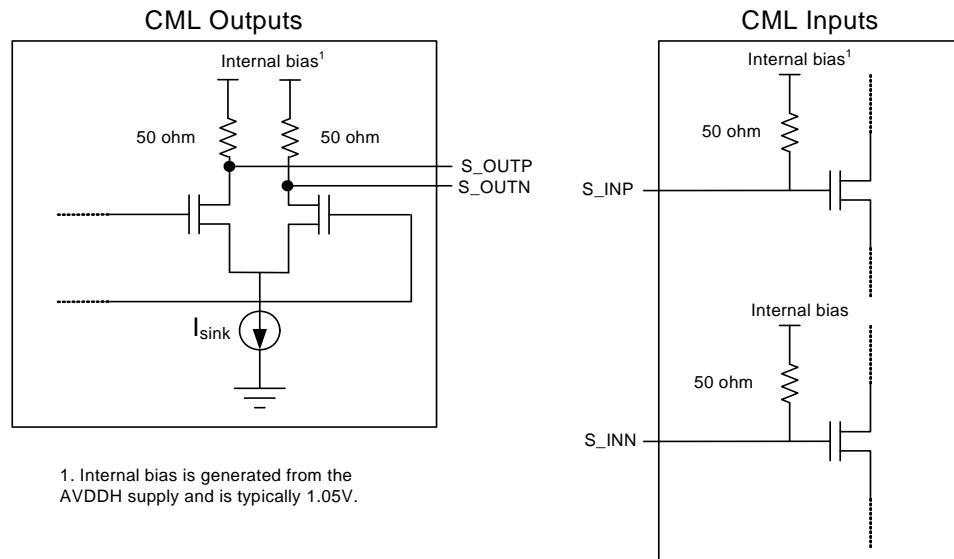 CML Outputs
Internal bias1
50 ohm
50 ohm
S_OUTP
S_OUTN
Isink
1. Internal bias is generated from the
AVDDH supply and is typically 1.05V.
CML Inputs
Internal bias1
50 ohm
S_INP
Internal bias
50 ohm
S_INN